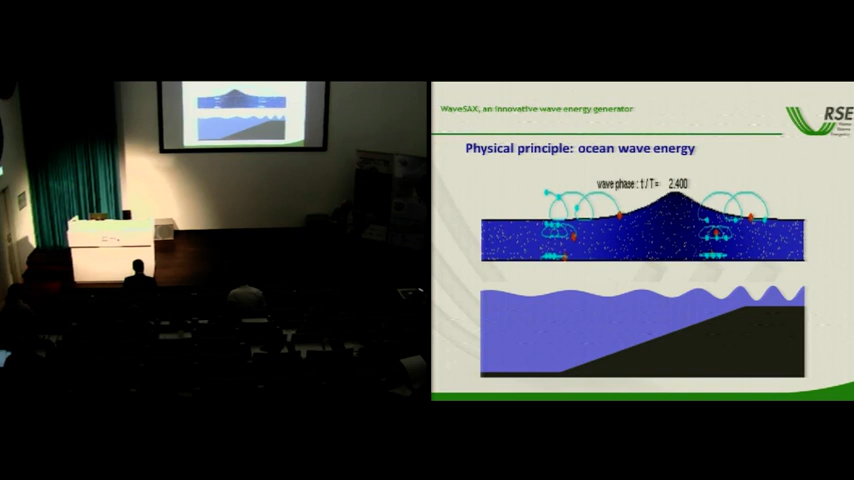 WaveSAX, an innovative wave energy generator
RSE
Physical principle: ocean wave energy
wave phase : t / T = 2.400